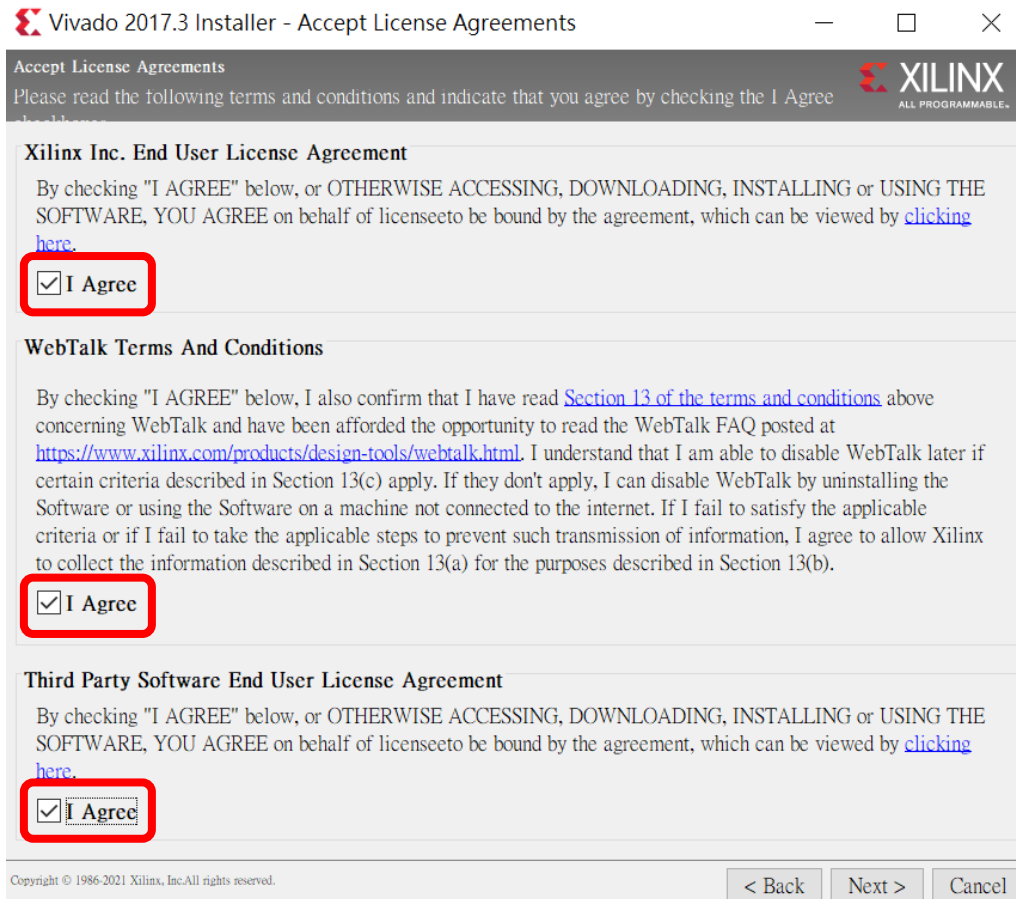 Vivado 2017.3 Installer - Accept License Agreements
Accept License Agreements
Please read the following terms and conditions and indicate that you agree by checking the I Agree
checkboxes.
XILINX
ALL PROGRAMMABLE.
Xilinx Inc. End User License Agreement
By checking "I AGREE" below, or OTHERWISE ACCESSING, DOWNLOADING, INSTALLING or USING THE
SOFTWARE, YOU AGREE on behalf of licenseeto be bound by the agreement, which can be viewed by clicking
here.
I Agree
WebTalk Terms And Conditions
By checking "I AGREE" below, I also confirm that I have read Section 13 of the terms and conditions above
concerning WebTalk and have been afforded the opportunity to read the WebTalk FAQ posted at
https://www.xilinx.com/products/design-tools/webtalk.html. I understand that I am able to disable WebTalk later if
certain criteria described in Section 13(c) apply. If they don't apply, I can disable WebTalk by uninstalling the
Software or using the Software on a machine not connected to the internet. If I fail to satisfy the applicable
criteria or if I fail to take the applicable steps to prevent such transmission of information, I agree to allow Xilinx
to collect the information described in Section 13(a) for the purposes described in Section 13(b).
I Agree
Third Party Software End User License Agreement
By checking "I AGREE" below, or OTHERWISE ACCESSING, DOWNLOADING, INSTALLING or USING THE
SOFTWARE, YOU AGREE on behalf of licenseeto be bound by the agreement, which can be viewed by clicking
here.
I Agree
Copyright © 1986-2021 Xilinx, Inc.All rights reserved.
< Back Next > Cancel